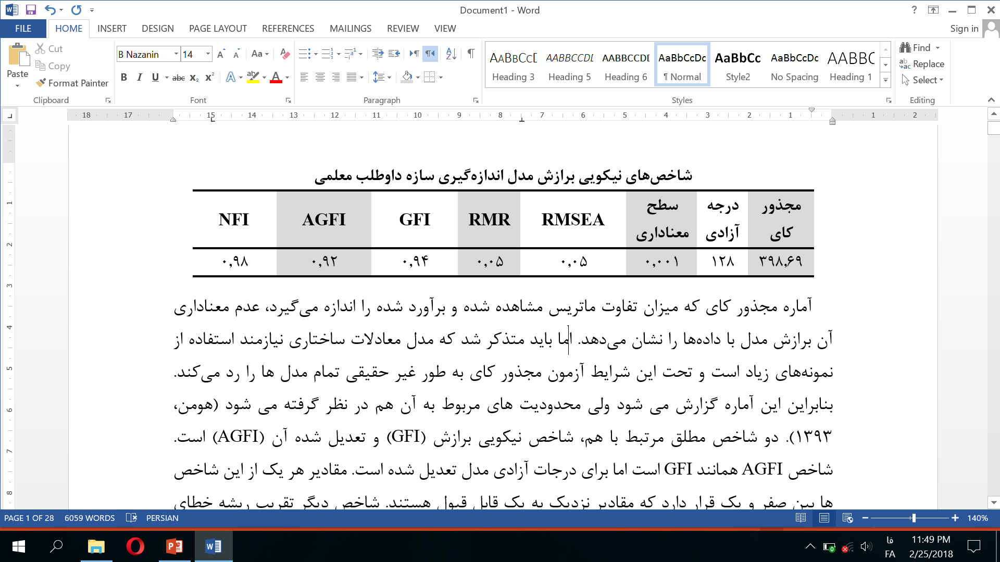 Document1 - Word
FILE HOME INSERT DESIGN PAGE LAYOUT REFERENCES MAILINGS REVIEW VIEW Sign in
Paste
Cut
Copy
Format Painter
Clipboard
B Nazanin 14
Font
Paragraph
AABBCCD Heading 3
AABBCCDI Heading 5
AABBCCDI Heading 6
AaBbCcDc ¶ Normal
AaBbCc Style2
AaBbCcDc No Spacing
AABBC Heading 1
Styles
Find
Replace
Select
Editing
18 17 15 14 13 12 11 10 9 8 7 6 5 4 3 2 1 1 2
شاخص‌های نیکویی برازش مدل اندازه‌گیری سازه داوطلب معلمی
مجذور کای درجه آزادی سطح معناداری RMSEA RMR GFI AGFI NFI
۳۹۸,۶۹ ۱۲۸ ۰,۰۰۱ ۰,۰۵ ۰,۰۵ ۰,۹۴ ۰,۹۲ ۰,۹۸
آماره مجذور کای که میزان تفاوت ماتریس مشاهده شده و برآورد شده را اندازه می‌گیرد، عدم معناداری
آن برازش مدل با داده‌ها را نشان می‌دهد. اما باید متذکر شد که مدل معادلات ساختاری نیازمند استفاده از
نمونه‌های زیاد است و تحت این شرایط آزمون مجذور کای به طور غیر حقیقی تمام مدل ها را رد می‌کند.
بنابراین این آماره گزارش می شود ولی محدودیت های مربوط به آن هم در نظر گرفته می شود (هومن،
۱۳۹۳). دو شاخص مطلق مرتبط با هم، شاخص نیکویی برازش (GFI) و تعدیل شده آن (AGFI) است.
شاخص AGFI همانند GFI است اما برای درجات آزادی مدل تعدیل شده است. مقادیر هر یک از این شاخص
ها بین صفر و یک قرار دارد که مقادیر نزدیک به یک قابل قبول هستند. شاخص دیگر تقریب ریشه خطای
1
2
3
4
5
6
7
8
PAGE 1 OF 28 6059 WORDS PERSIAN 140%
فا
FA
11:49 PM
2/25/2018